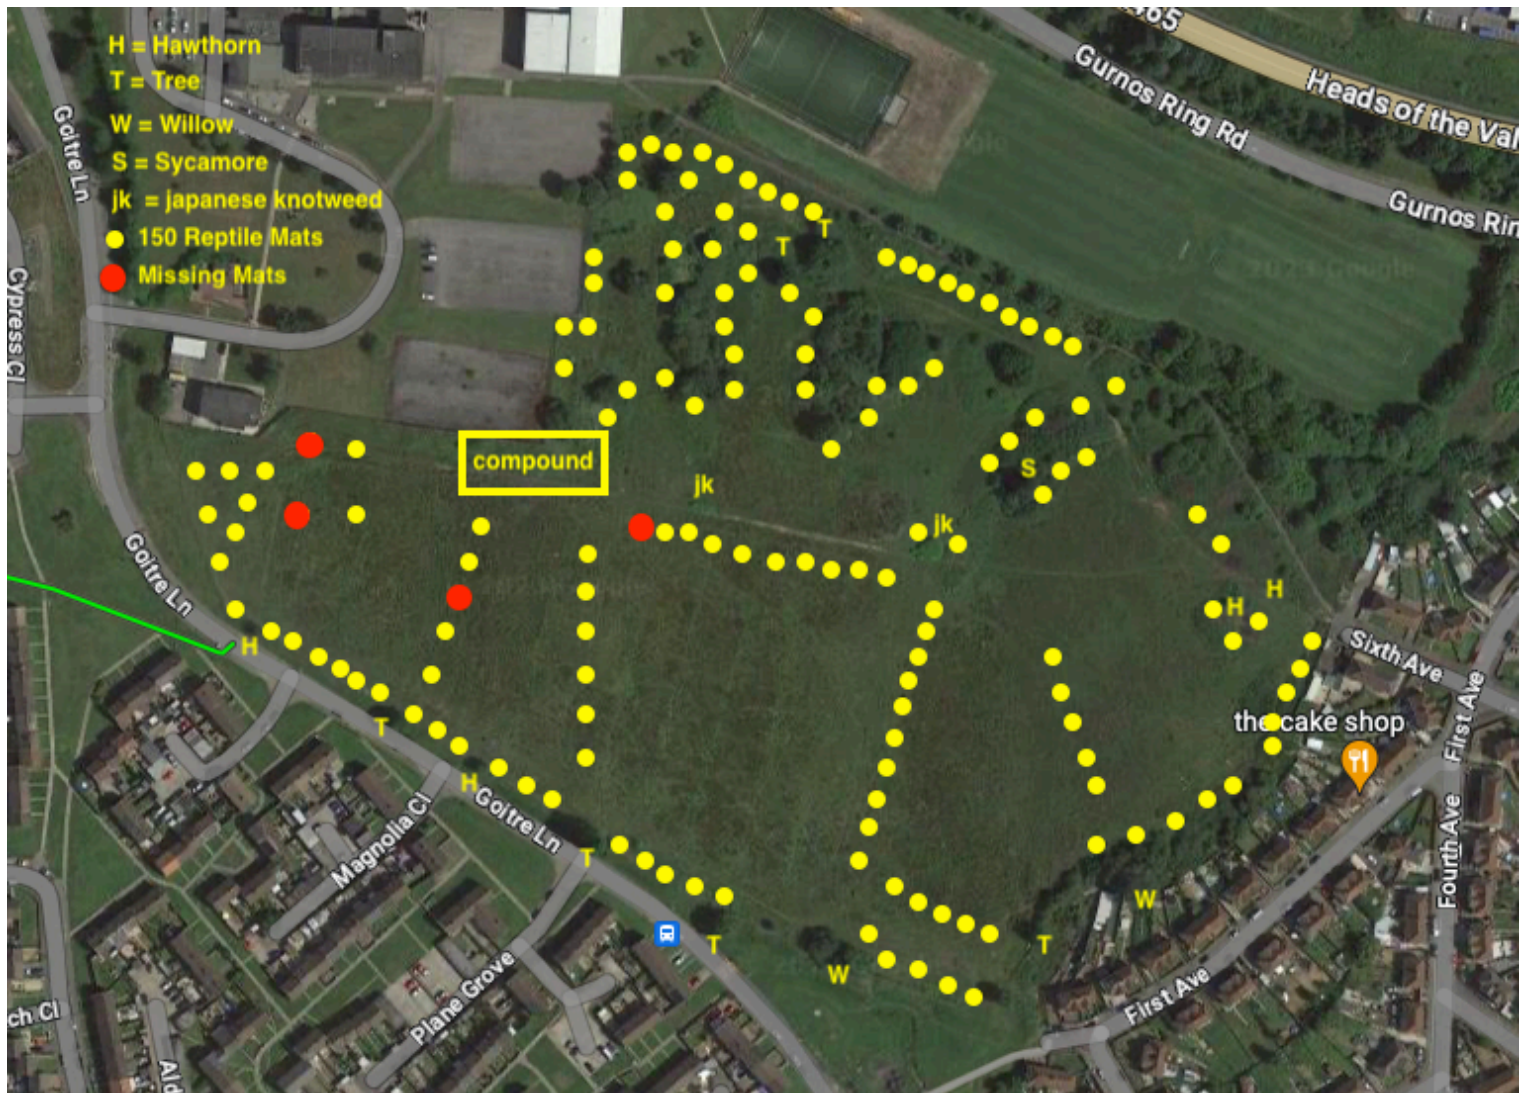 H = Hawthorn
T = Tree
W = Willow
S = Sycamore
jk = japanese knotweed
150 Reptile Mats
Missing Mats
465
Heads of the Val
Gurnos Ring Rd
Gurnos Rin
Goitre Ln
Cypress Cl
T
T
compound
jk
S
jk
Goitre Ln
H
H
H
Sixth Ave
T
the cake shop
First Ave
H
Goitre Ln
Magnolia Cl
T
Fourth Ave
W
T
T
W
Plane Grove
First Ave
ch Cl
Ald